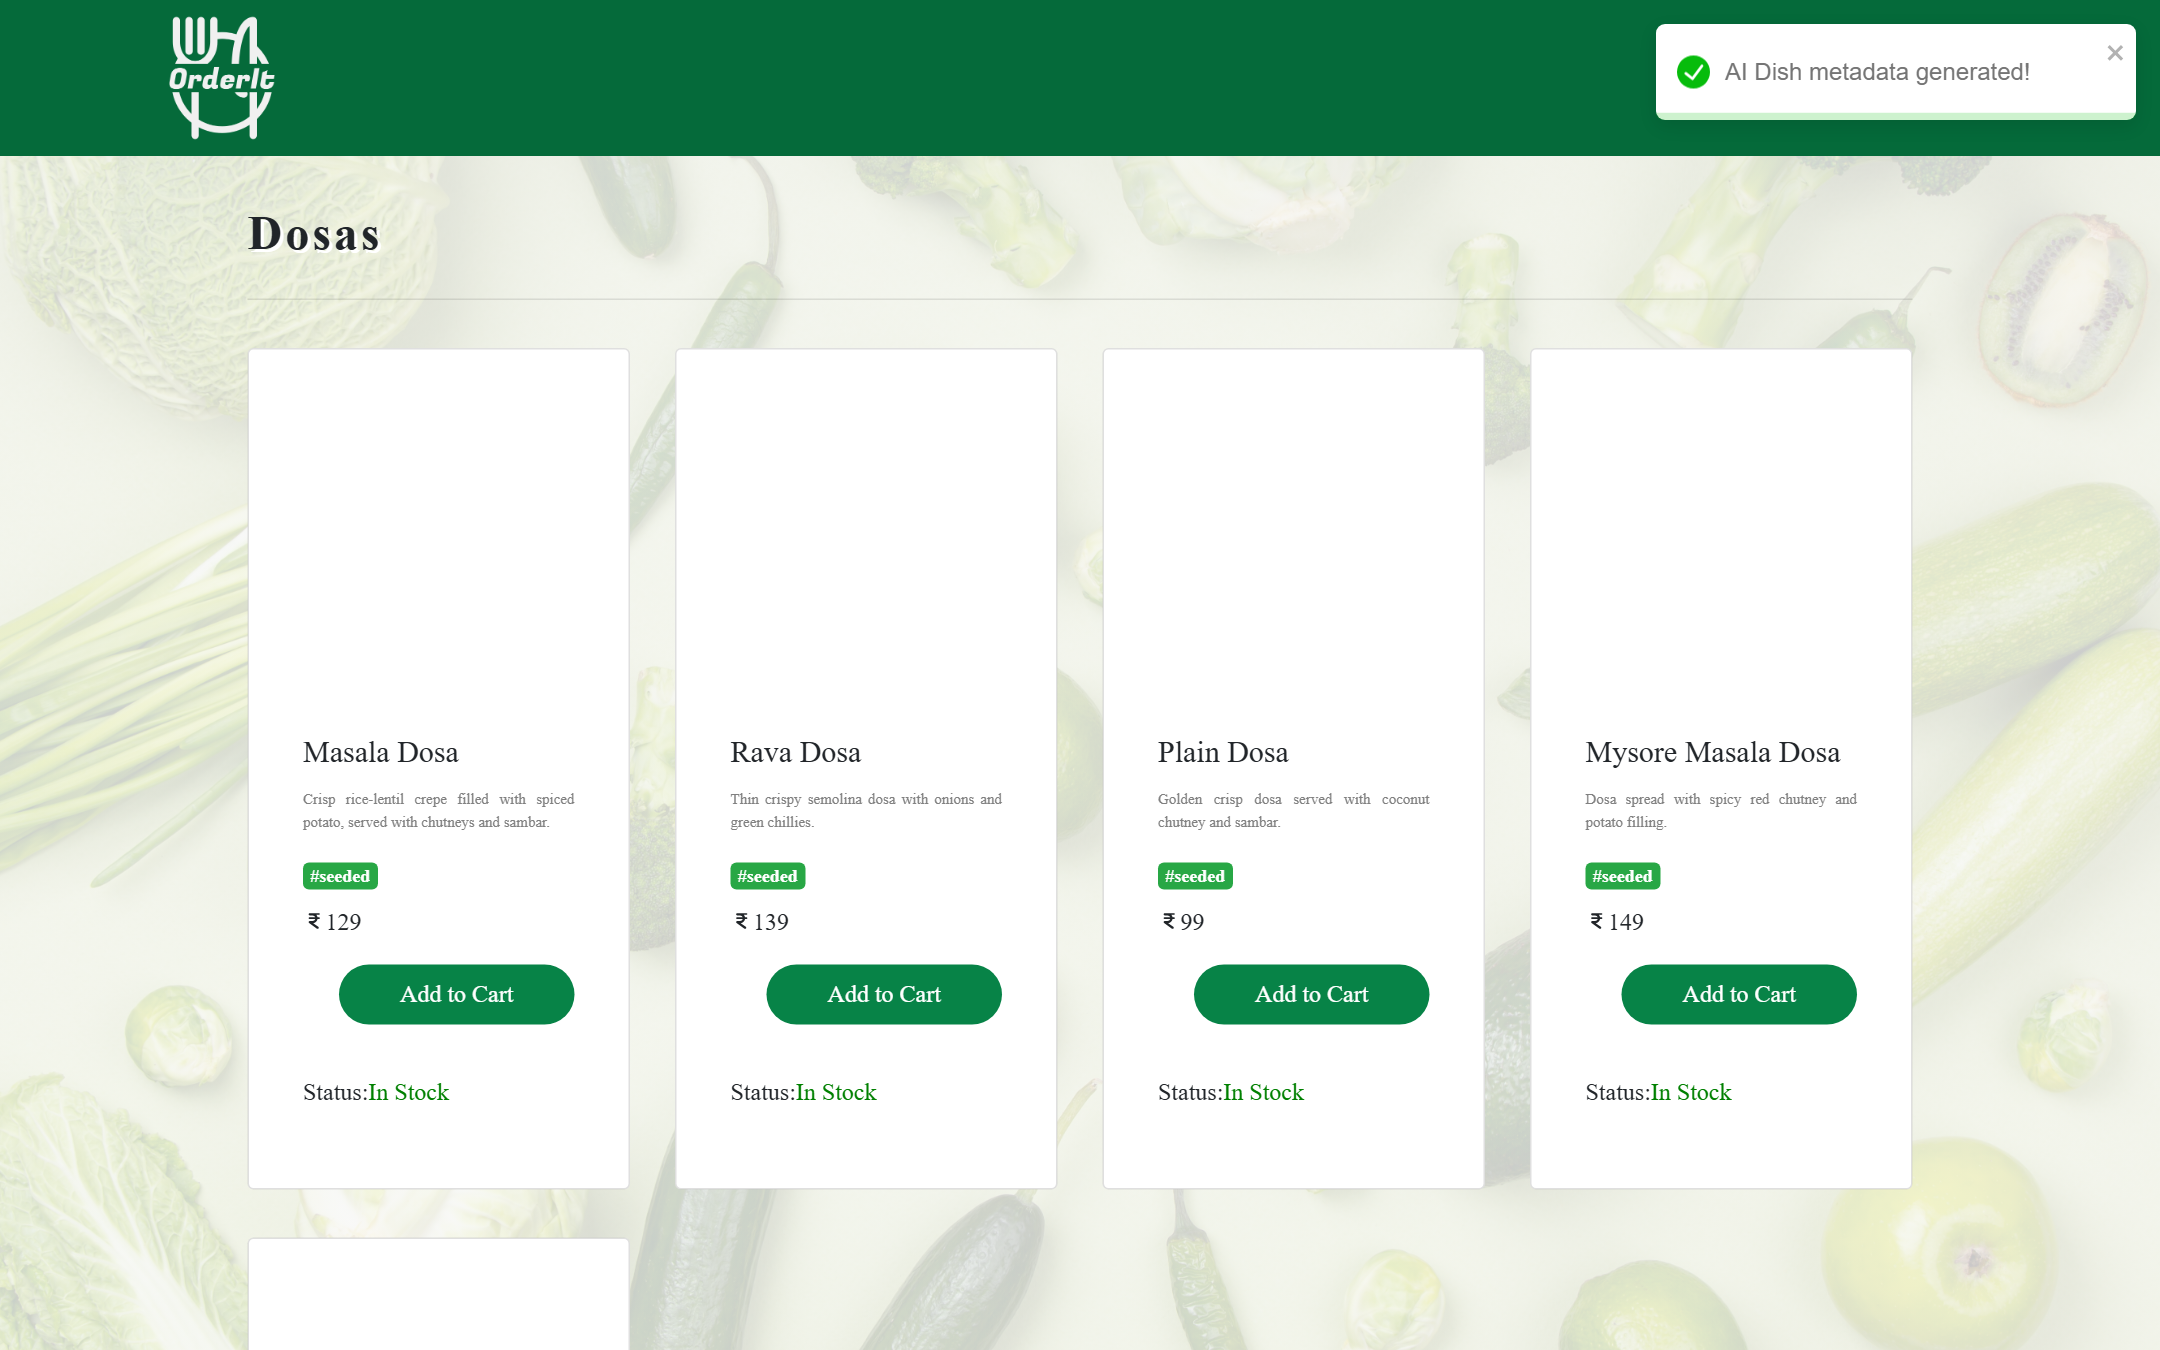 OrderIt
AI Dish metadata generated!
Dosas
Masala Dosa
Crisp rice-lentil crepe filled with spiced
potato, served with chutneys and sambar.
#seeded
₹ 129
Add to Cart
Status:In Stock
Rava Dosa
Thin crispy semolina dosa with onions and
green chillies.
#seeded
₹ 139
Add to Cart
Status:In Stock
Plain Dosa
Golden crisp dosa served with coconut
chutney and sambar.
#seeded
₹ 99
Add to Cart
Status:In Stock
Mysore Masala Dosa
Dosa spread with spicy red chutney and
potato filling.
#seeded
₹ 149
Add to Cart
Status:In Stock